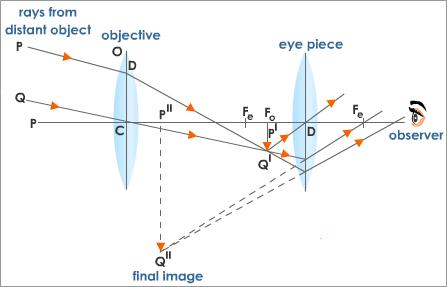 rays from
distant object
objective
eye piece
P
O
D
Q
P
C
P^II
F_e
F_o
P^I
D
F_e
Q^I
observer
Q^II
final image